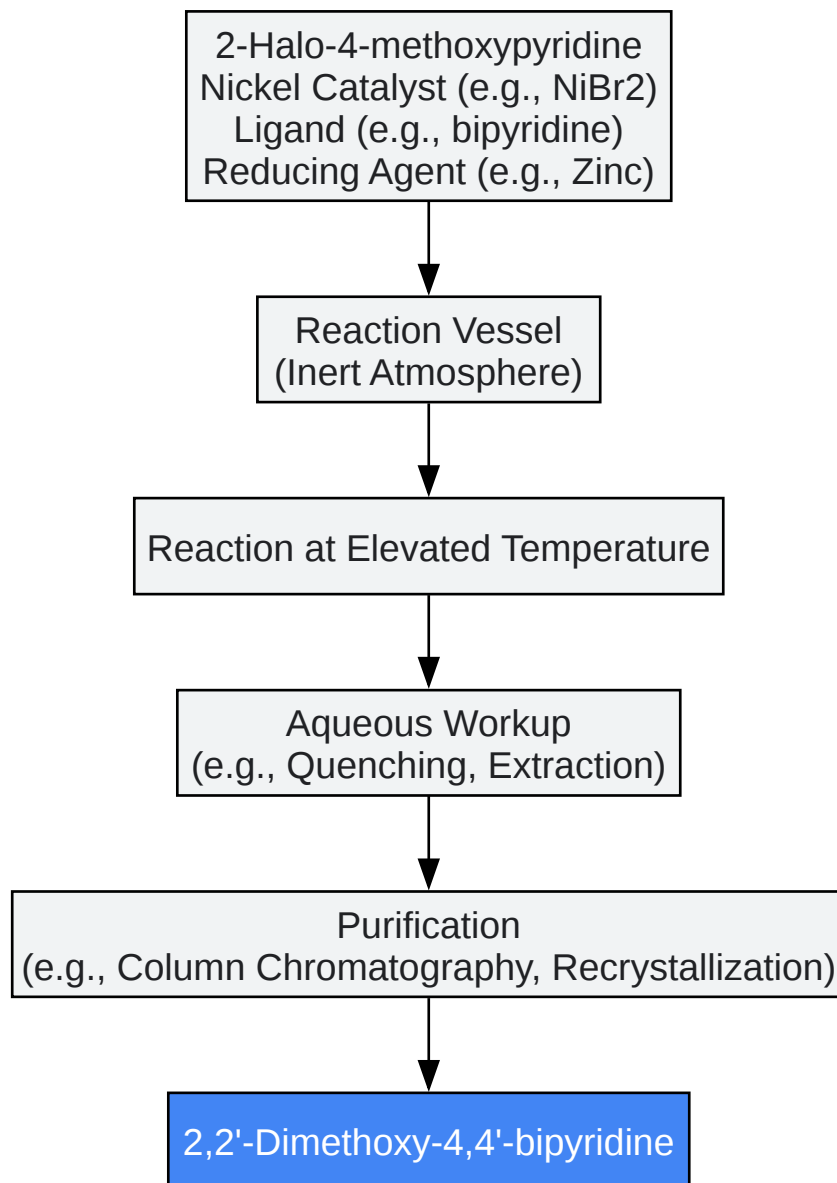 2-Halo-4-methoxypyridine
Nickel Catalyst (e.g., NiBr2)
Ligand (e.g., bipyridine)
Reducing Agent (e.g., Zinc)
Reaction Vessel
(Inert Atmosphere)
Reaction at Elevated Temperature
Aqueous Workup
(e.g., Quenching, Extraction)
Purification
(e.g., Column Chromatography, Recrystallization)
2,2'-Dimethoxy-4,4'-bipyridine